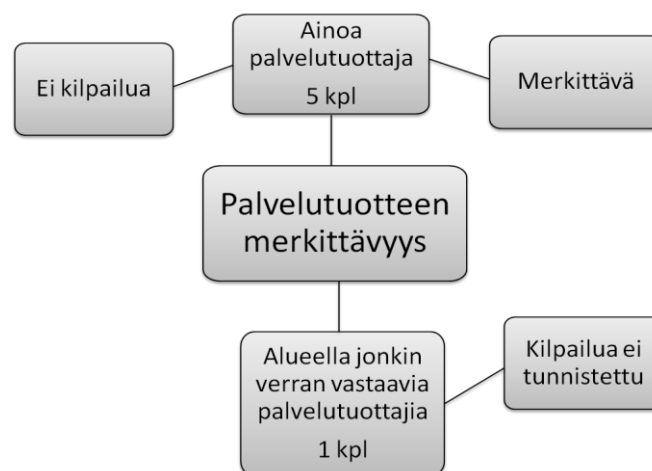 Ainoa
palvelutuottaja
5 kpl
Ei kilpailua
Merkittävä
Palvelutuotteen
merkittävyys
Alueella jonkin
verran vastaavia
palvelutuottajia
1 kpl
Kilpailua ei
tunnistettu